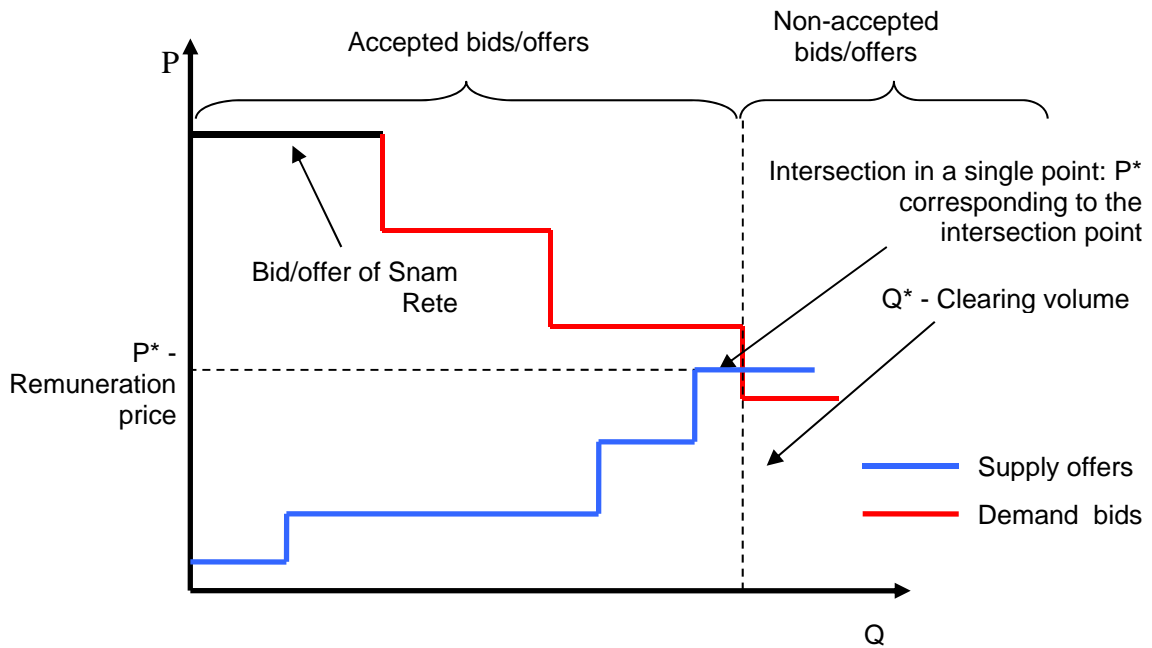 Accepted bids/offers
Non-accepted
bids/offers
P
Intersection in a single point: P*
corresponding to the
intersection point
Bid/offer of Snam
Rete
Q* - Clearing volume
P* -
Remuneration
price
Supply offers
Demand bids
Q